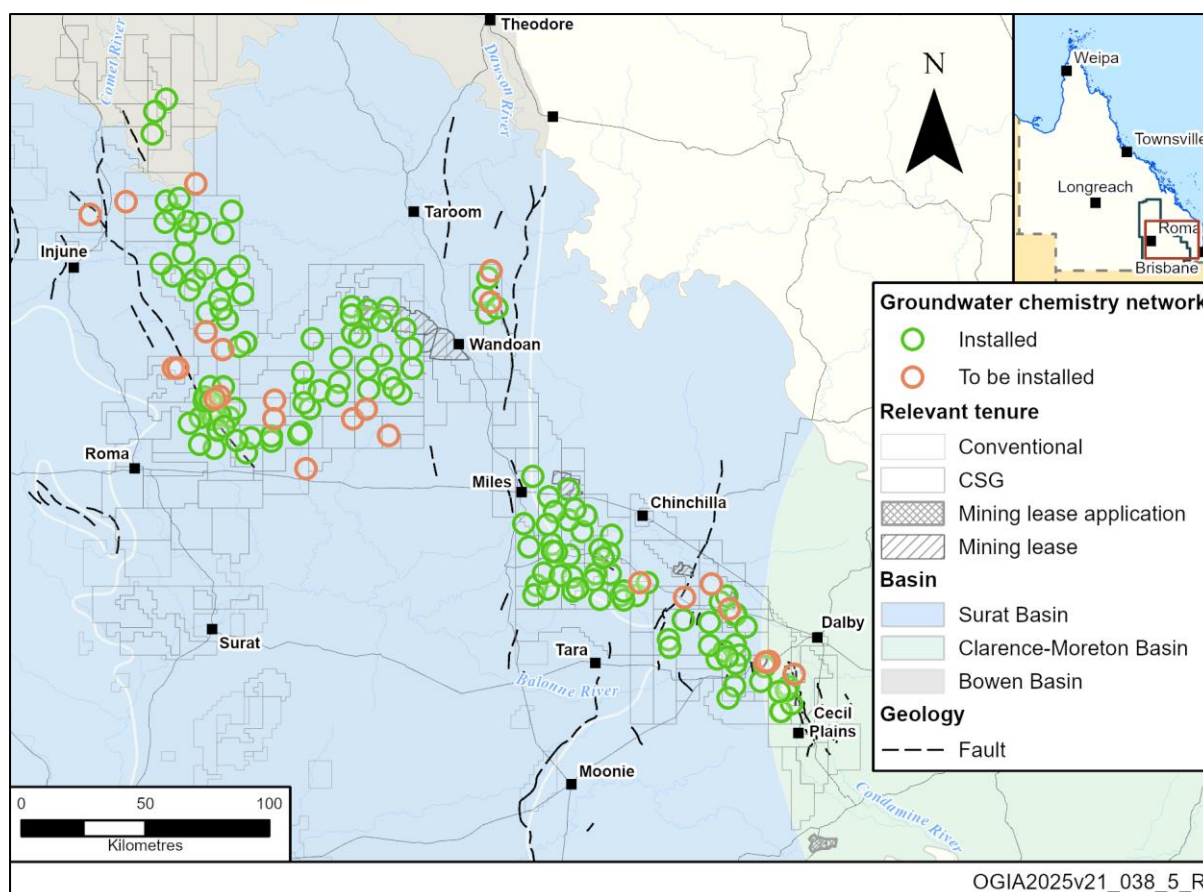 Theodore
Comet River
Dawson River
N
Taroom
Injune
Wandoan
Roma
Miles
Chinchilla
Surat
Tara
Dalby
Balonne River
Cecil
Plains
Moonie
Condamine River
Weipa
Townsville
Longreach
Roma
Brisbane
Groundwater chemistry network
Installed
To be installed
Relevant tenure
Conventional
CSG
Mining lease application
Mining lease
Basin
Surat Basin
Clarence-Moreton Basin
Bowen Basin
Geology
Fault
0 50 100
Kilometres
OGIA2025v21_038_5_R